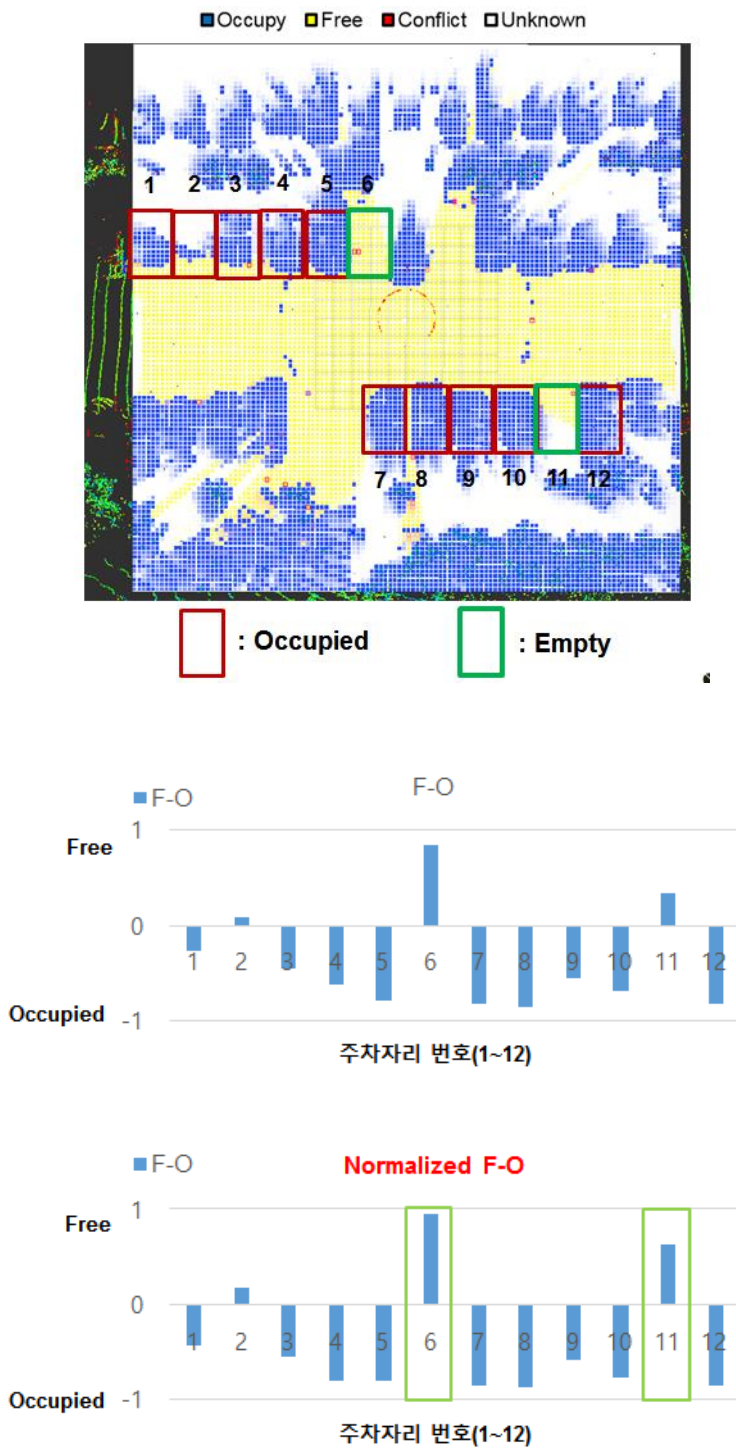 Occupy Free Conflict Unknown
1 2 3 4 5 6
7 8 9 10 11 12
: Occupied : Empty
F-O
F-O
Free
1
0
Occupied
-1
1 2 3 4 5 6 7 8 9 10 11 12
주차자리 번호(1~12)
F-O
Normalized F-O
Free
1
0
Occupied
-1
1 2 3 4 5 6 7 8 9 10 11 12
주차자리 번호(1~12)